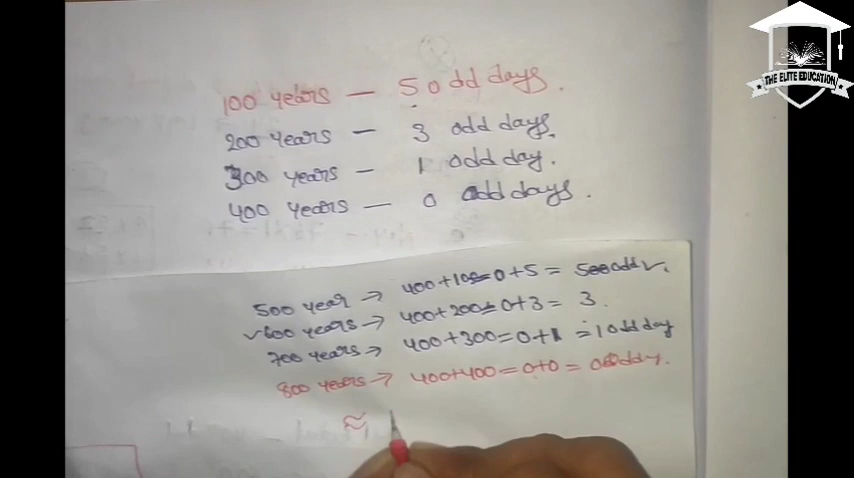 THE ELITE EDUCATION
100 years — 5 odd days.
200 years — 3 odd days.
300 years — 1 odd day.
400 years — 0 odd days.
500 year → 400+100=0+5 = 5 odd
600 years → 400+200=0+3 = 3.
700 years → 400+300=0+1 = 1 odd day
800 years → 400+400=0+0 = 0 odd
≈